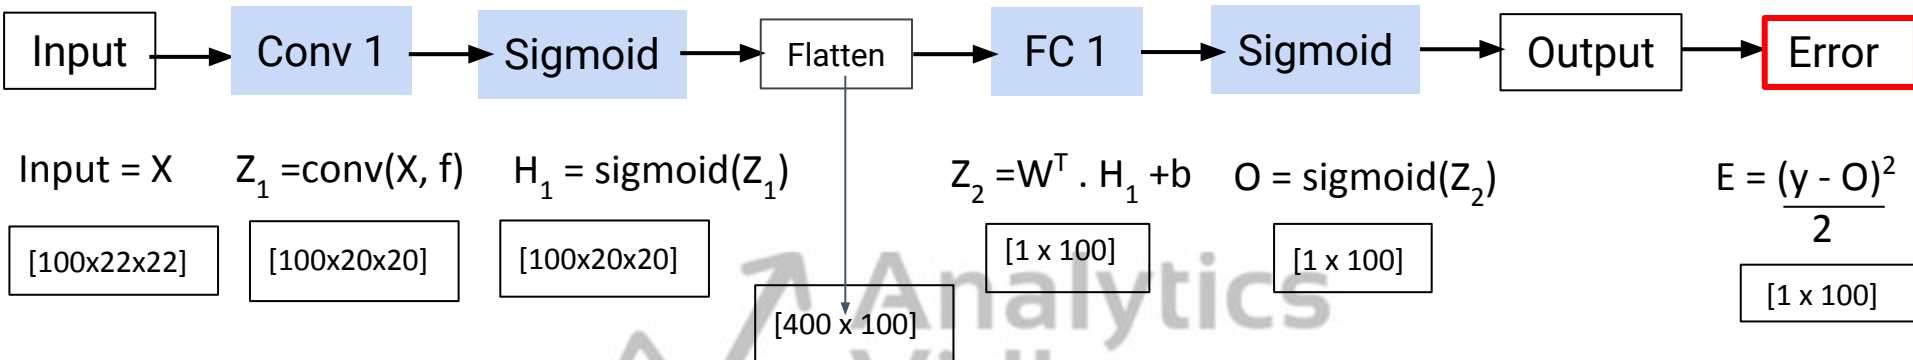 Input Conv 1 Sigmoid Flatten FC 1 Sigmoid Output Error
Input = X Z₁ =conv(X, f) H₁ = sigmoid(Z₁) Z₂ =Wᵀ . H₁ +b O = sigmoid(Z₂) E = (y - O)²
2
[100x22x22] [100x20x20] [100x20x20] [1 x 100] [1 x 100]
[1 x 100]
[400 x 100]
Analytics